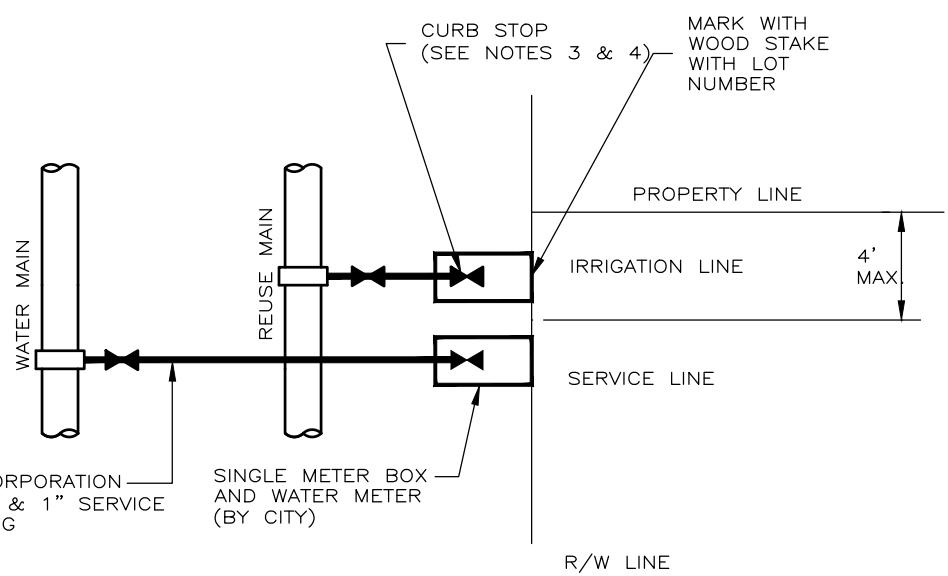 CURB STOP
(SEE NOTES 3 & 4)
MARK WITH
WOOD STAKE
WITH LOT
NUMBER
PROPERTY LINE
WATER MAIN
REUSE MAIN
IRRIGATION LINE
4'
MAX.
SERVICE LINE
ORPORATION
& 1" SERVICE
G
SINGLE METER BOX
AND WATER METER
(BY CITY)
R/W LINE